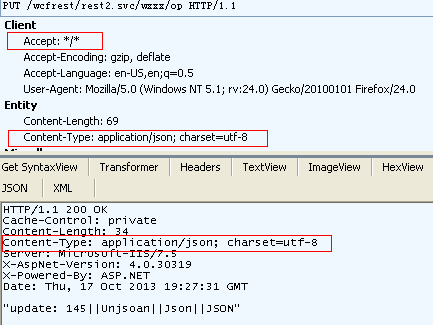 PUT /wcfrest/rest2.svc/wxzz/op HTTP/1.1
Client
Accept: */*
Accept-Encoding: gzip, deflate
Accept-Language: en-US,en;q=0.5
User-Agent: Mozilla/5.0 (Windows NT 5.1; rv:24.0) Gecko/20100101 Firefox/24.0
Entity
Content-Length: 69
Content-Type: application/json; charset=utf-8
Get SyntaxView Transformer Headers TextView ImageView HexView
JSON XML
HTTP/1.1 200 OK
Cache-Control: private
Content-Length: 34
Content-Type: application/json; charset=utf-8
Server: Microsoft-IIS/7.5
X-AspNet-Version: 4.0.30319
X-Powered-By: ASP.NET
Date: Thu, 17 Oct 2013 19:27:31 GMT
"update: 145||Unjsoan||Json||JSON"